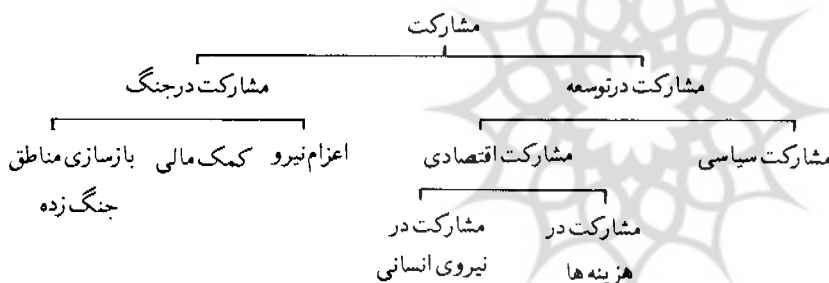 مشارکت
مشارکت درتوسعه مشارکت درجنگ
مشارکت سیاسی مشارکت اقتصادی اعزام نیرو کمک مالی بازسازی مناطق
جنگ زده
مشارکت در مشارکت در
هزینه ها نیروی انسانی